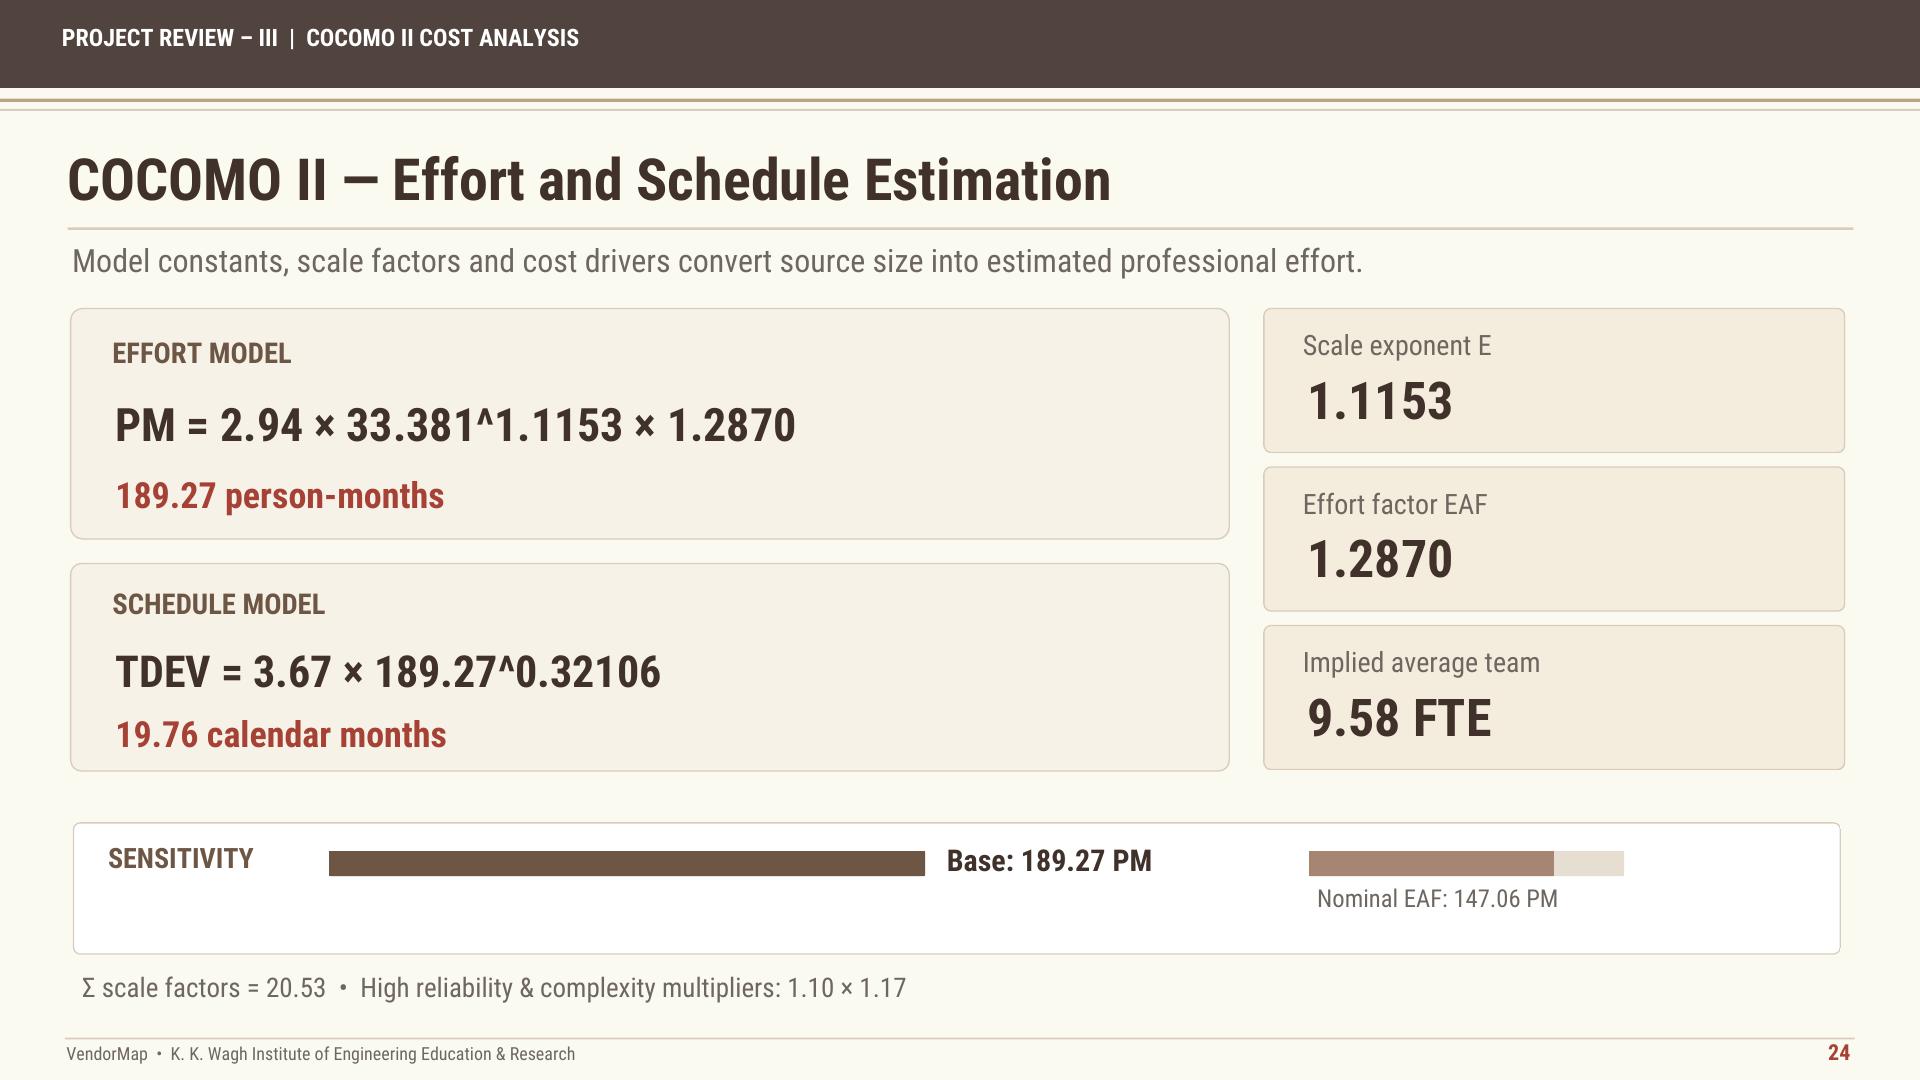 PROJECT REVIEW – III | COCOMO II COST ANALYSIS
COCOMO II — Effort and Schedule Estimation
Model constants, scale factors and cost drivers convert source size into estimated professional effort.
EFFORT MODEL
PM = 2.94 × 33.381^1.1153 × 1.2870
189.27 person-months
SCHEDULE MODEL
TDEV = 3.67 × 189.27^0.32106
19.76 calendar months
Scale exponent E
1.1153
Effort factor EAF
1.2870
Implied average team
9.58 FTE
SENSITIVITY
Base: 189.27 PM
Nominal EAF: 147.06 PM
Σ scale factors = 20.53 • High reliability & complexity multipliers: 1.10 × 1.17
VendorMap • K. K. Wagh Institute of Engineering Education & Research
24